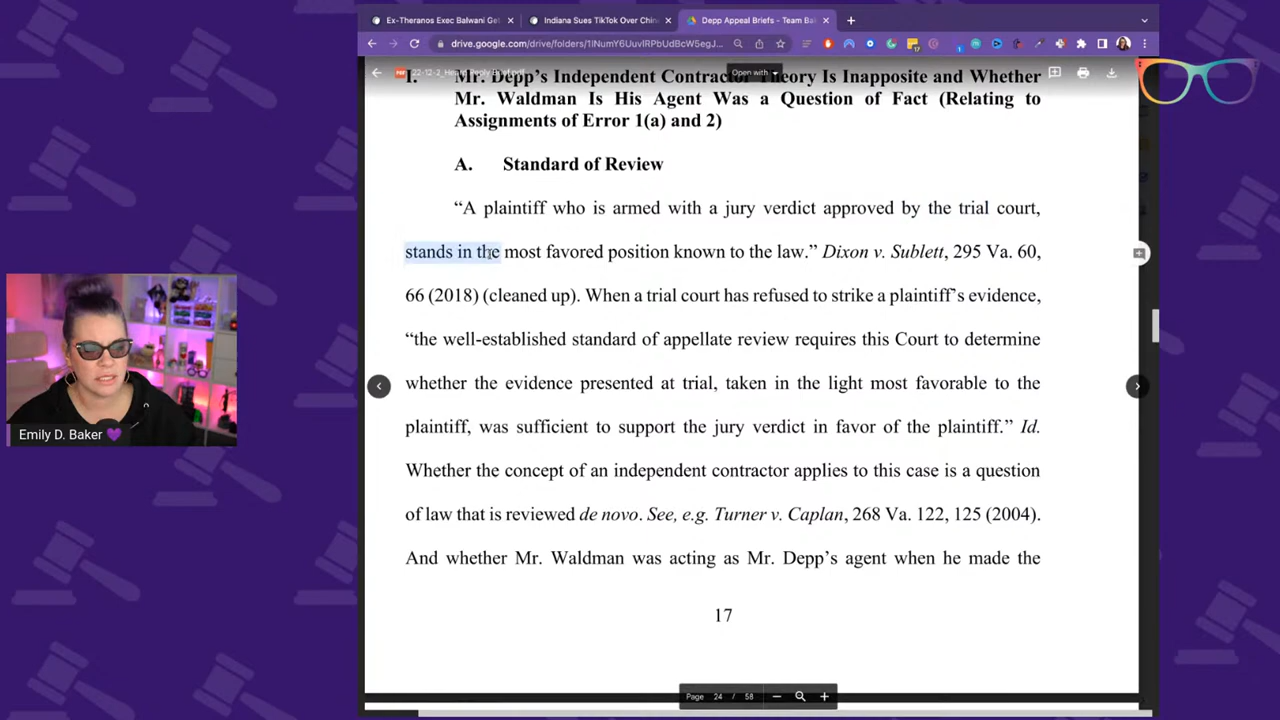 Ex-Theranos Exec Balwani Get
Indiana Sues TikTok Over Chin
Depp Appeal Briefs - Team Ba
drive.google.com/drive/folders/1lNumY6UuvlRPbUdBcW5egJ...
22-12-2_Heard Reply Brief.pdf
Open with
I. Mr. Depp's Independent Contractor Theory Is Inapposite and Whether
Mr. Waldman Is His Agent Was a Question of Fact (Relating to
Assignments of Error 1(a) and 2)
A. Standard of Review
“A plaintiff who is armed with a jury verdict approved by the trial court,
stands in the most favored position known to the law.” Dixon v. Sublett, 295 Va. 60,
66 (2018) (cleaned up). When a trial court has refused to strike a plaintiff’s evidence,
“the well-established standard of appellate review requires this Court to determine
whether the evidence presented at trial, taken in the light most favorable to the
plaintiff, was sufficient to support the jury verdict in favor of the plaintiff.” Id.
Whether the concept of an independent contractor applies to this case is a question
of law that is reviewed de novo. See, e.g. Turner v. Caplan, 268 Va. 122, 125 (2004).
And whether Mr. Waldman was acting as Mr. Depp’s agent when he made the
17
Page 24 / 58
Emily D. Baker 💜